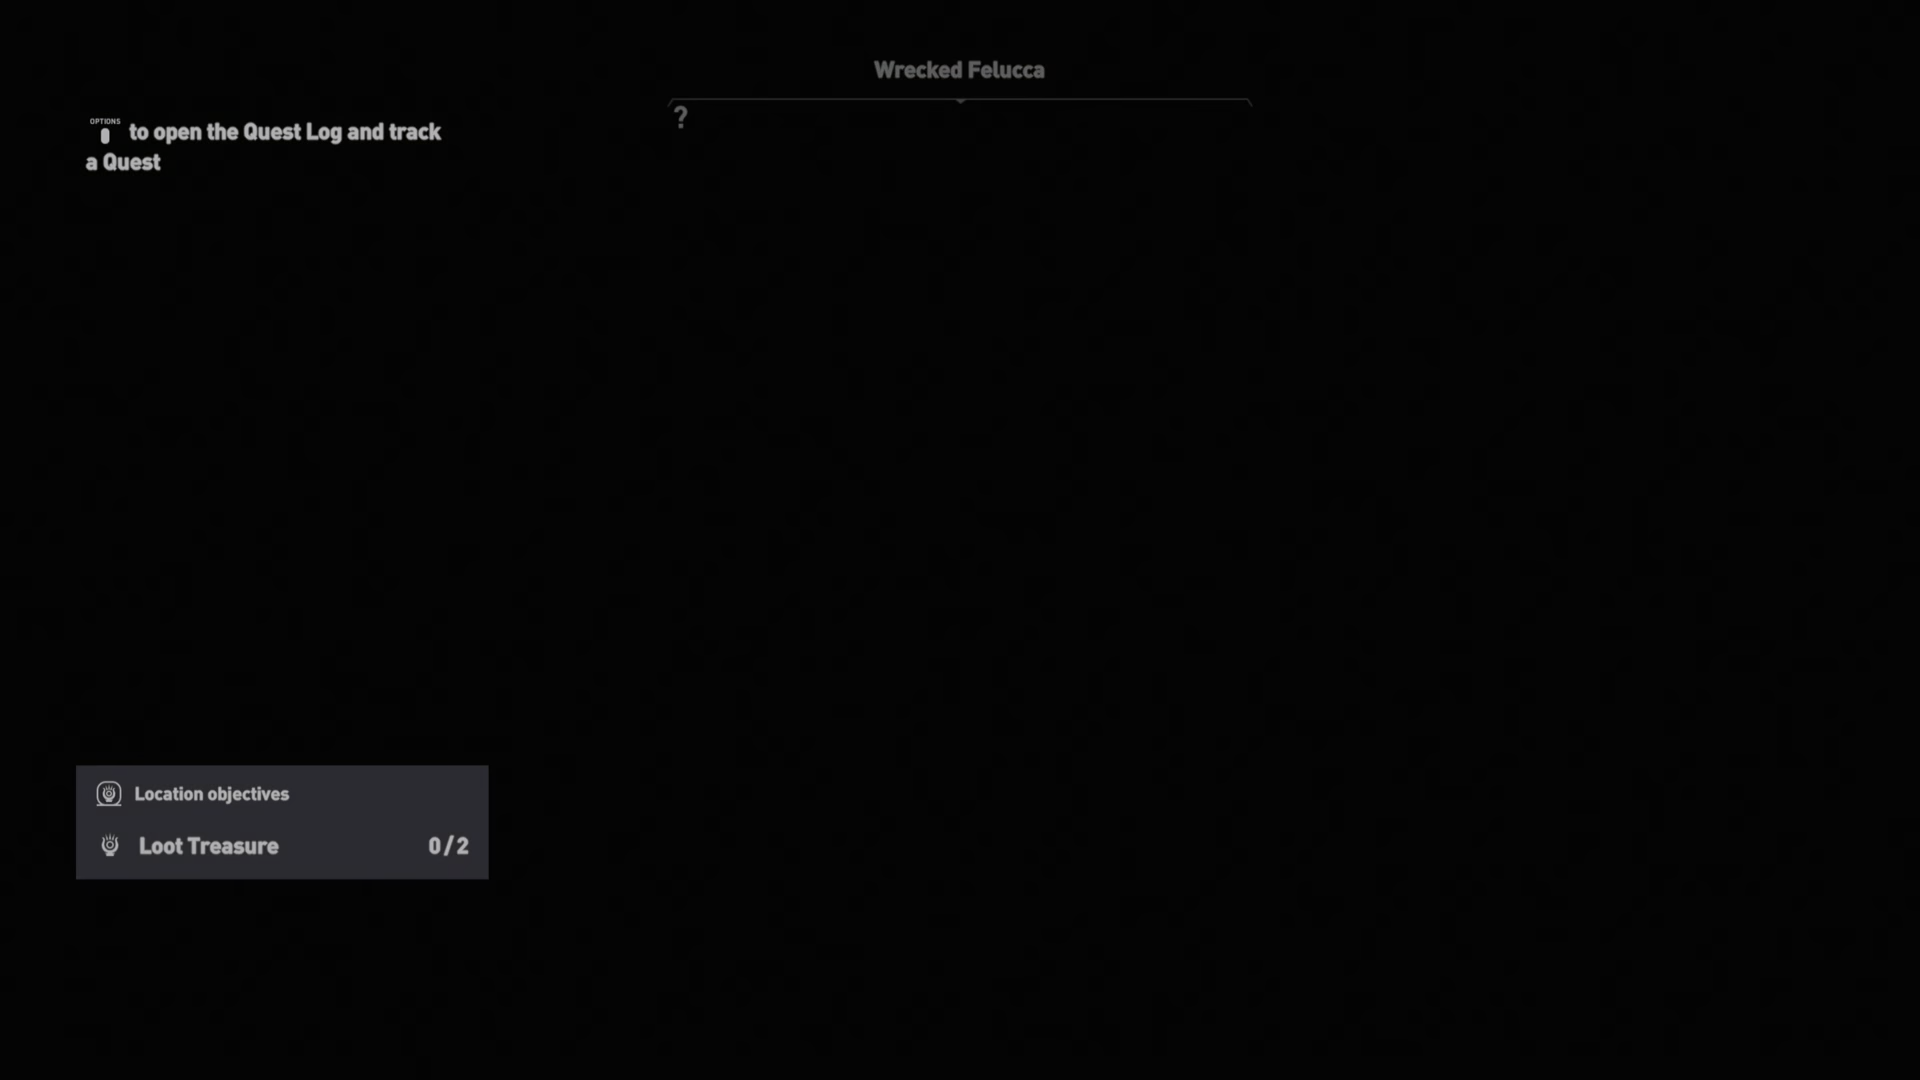 Wrecked Felucca
?
OPTIONS
to open the Quest Log and track
a Quest
Location objectives
Loot Treasure 0/2